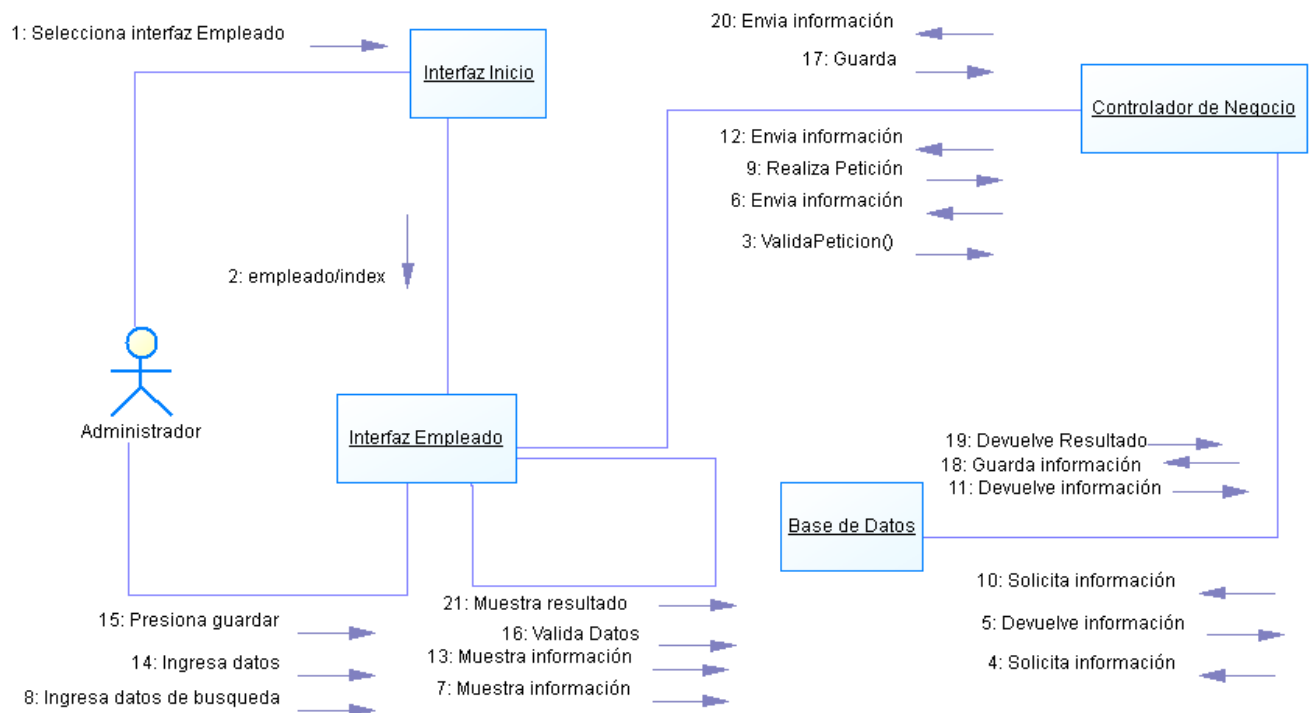 20: Envia información
1: Selecciona interfaz Empleado
17: Guarda
Interfaz Inicio
Controlador de Negocio
12: Envia información
9: Realiza Petición
6: Envia información
3: ValidaPeticion()
2: empleado/index
Administrador
Interfaz Empleado
19: Devuelve Resultado
18: Guarda información
11: Devuelve información
Base de Datos
10: Solicita información
5: Devuelve información
4: Solicita información
21: Muestra resultado
16: Valida Datos
13: Muestra información
7: Muestra información
15: Presiona guardar
14: Ingresa datos
8: Ingresa datos de busqueda